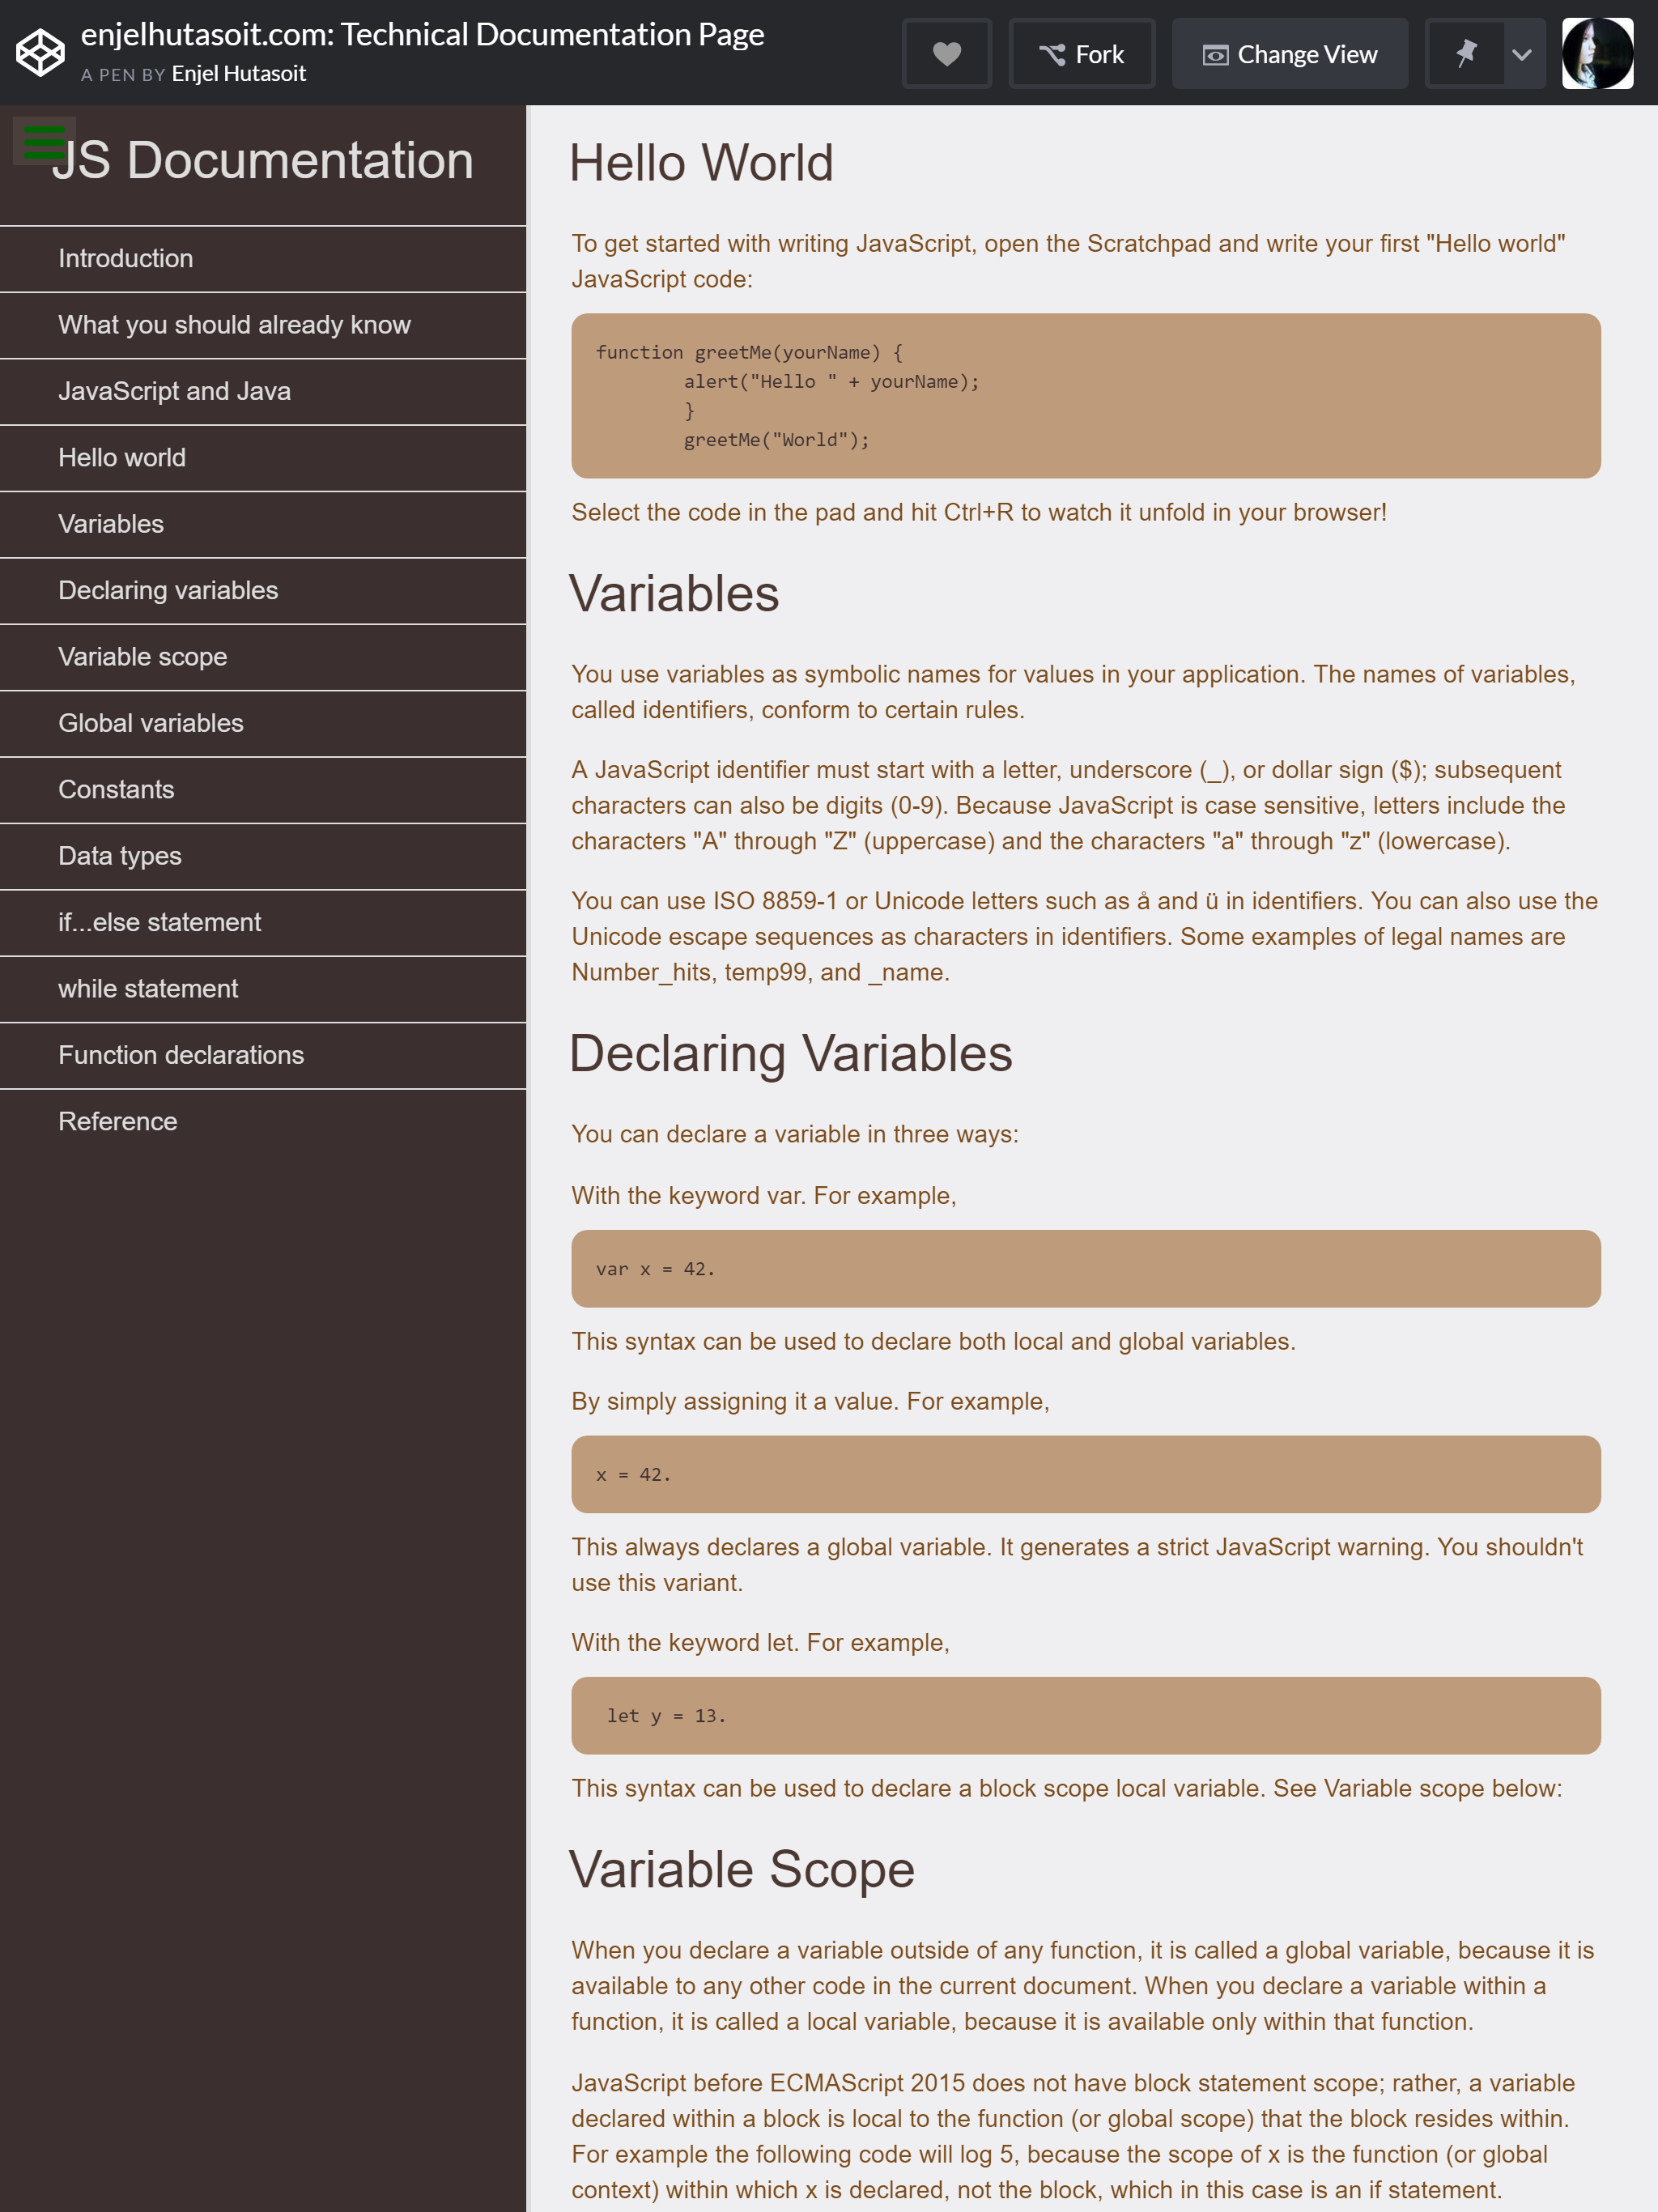 enjelhutasoit.com: Technical Documentation Page
A PEN BY Enjel Hutasoit
Fork
Change View
JS Documentation
Introduction
What you should already know
JavaScript and Java
Hello world
Variables
Declaring variables
Variable scope
Global variables
Constants
Data types
if...else statement
while statement
Function declarations
Reference
Hello World
To get started with writing JavaScript, open the Scratchpad and write your first "Hello world"
JavaScript code:
function greetMe(yourName) {
alert("Hello " + yourName);
}
greetMe("World");
Select the code in the pad and hit Ctrl+R to watch it unfold in your browser!
Variables
You use variables as symbolic names for values in your application. The names of variables,
called identifiers, conform to certain rules.
A JavaScript identifier must start with a letter, underscore (_), or dollar sign ($); subsequent
characters can also be digits (0-9). Because JavaScript is case sensitive, letters include the
characters "A" through "Z" (uppercase) and the characters "a" through "z" (lowercase).
You can use ISO 8859-1 or Unicode letters such as å and ü in identifiers. You can also use the
Unicode escape sequences as characters in identifiers. Some examples of legal names are
Number_hits, temp99, and _name.
Declaring Variables
You can declare a variable in three ways:
With the keyword var. For example,
var x = 42.
This syntax can be used to declare both local and global variables.
By simply assigning it a value. For example,
x = 42.
This always declares a global variable. It generates a strict JavaScript warning. You shouldn't
use this variant.
With the keyword let. For example,
let y = 13.
This syntax can be used to declare a block scope local variable. See Variable scope below:
Variable Scope
When you declare a variable outside of any function, it is called a global variable, because it is
available to any other code in the current document. When you declare a variable within a
function, it is called a local variable, because it is available only within that function.
JavaScript before ECMAScript 2015 does not have block statement scope; rather, a variable
declared within a block is local to the function (or global scope) that the block resides within.
For example the following code will log 5, because the scope of x is the function (or global
context) within which x is declared, not the block, which in this case is an if statement.